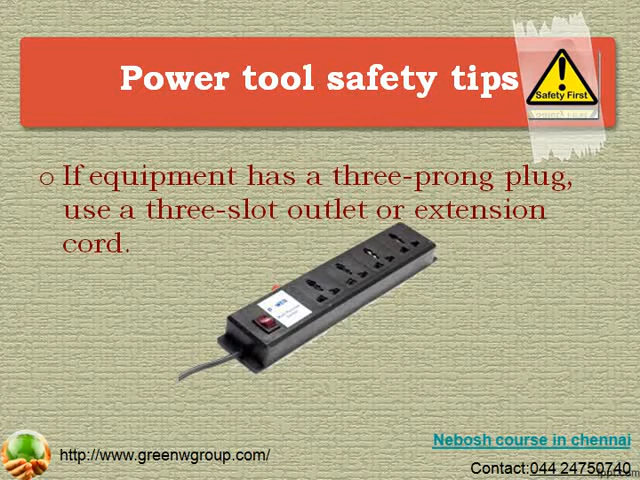 Power tool safety tips
Safety First
o If equipment has a three-prong plug,
use a three-slot outlet or extension
cord.
http://www.greenwgroup.com/
Nebosh course in chennai
Contact:044 24750740